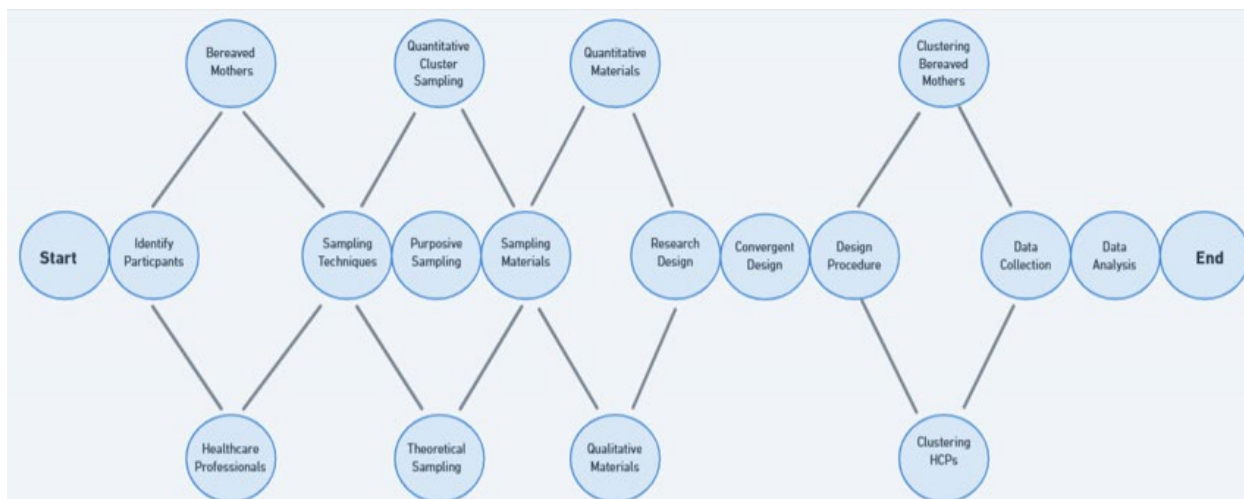 Bereaved
Mothers
Quantitative
Cluster
Sampling
Quantitative
Materials
Clustering
Bereaved
Mothers
Start
Identify
Particpants
Sampling
Techniques
Purposive
Sampling
Sampling
Materials
Research
Design
Convergent
Design
Design
Procedure
Data
Collection
Data
Analysis
End
Healthcare
Professionals
Theoretical
Sampling
Qualitative
Materials
Clustering
HCPs